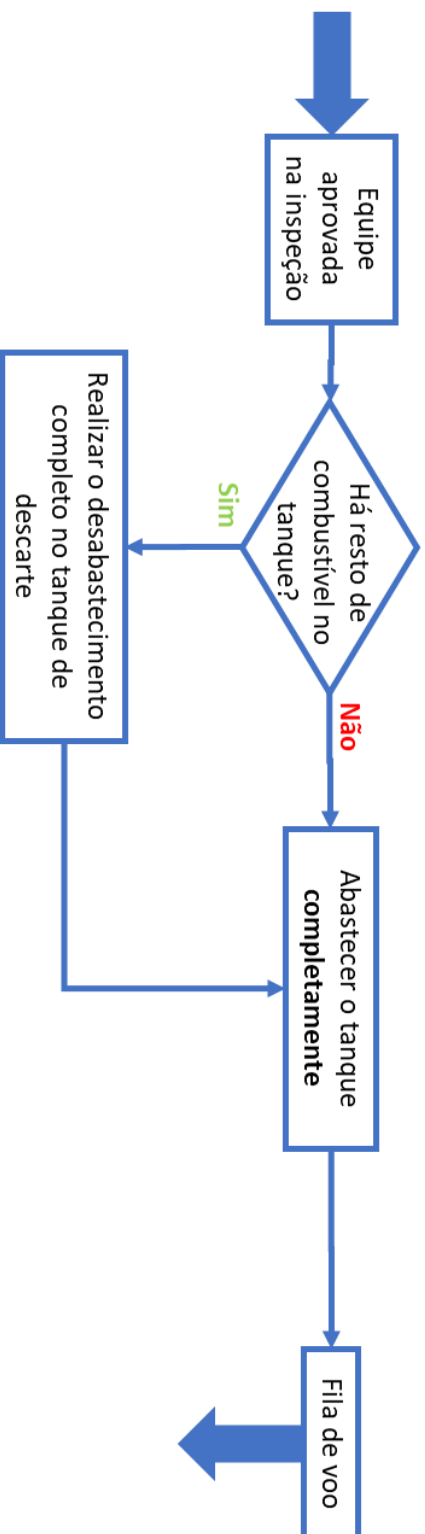 Equipe
aprovada
na inspeção
Há resto de
combustível no
tanque?
Sim
Não
Realizar o desabastecimento
completo no tanque de
descarte
Abastecer o tanque
completamente
Fila de voo